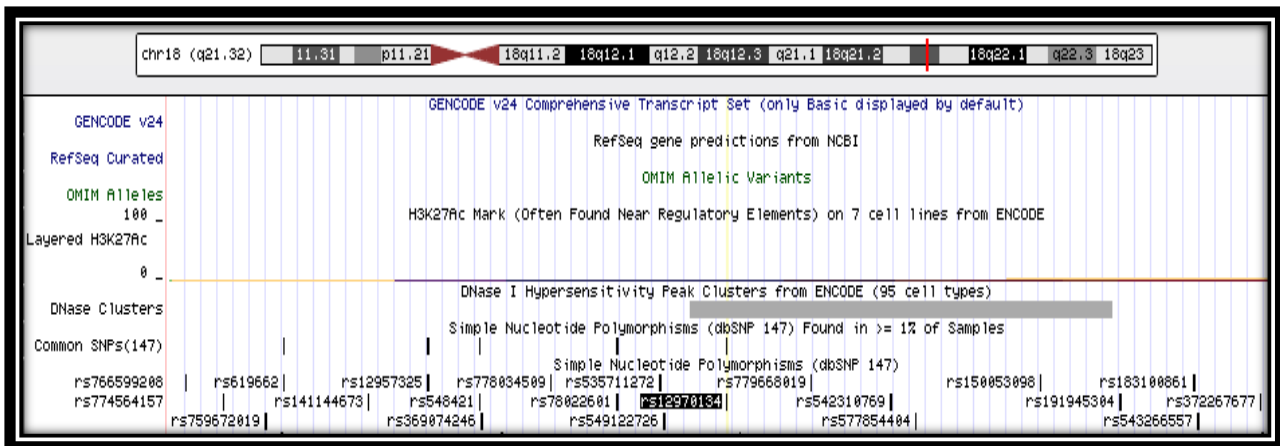 chr18 (q21.32) 11.31 p11.21 18q11.2 18q12.1 q12.2 18q12.3 q21.1 18q21.2 18q22.1 q22.3 18q23
GENCODE v24 Comprehensive Transcript Set (only Basic displayed by default)
GENCODE v24
RefSeq gene predictions from NCBI
RefSeq Curated
OMIM Allelic Variants
OMIM Alleles
100 _
H3K27Ac Mark (Often Found Near Regulatory Elements) on 7 cell lines from ENCODE
Layered H3K27Ac
0 _
DNase I Hypersensitivity Peak Clusters from ENCODE (95 cell types)
DNase Clusters
Simple Nucleotide Polymorphisms (dbSNP 147) Found in >= 1% of Samples
Common SNPs(147)
Simple Nucleotide Polymorphisms (dbSNP 147)
rs766599208 rs619662 rs12957325 rs778034509 rs535711272 rs779668019 rs150053098 rs183100861
rs774564157 rs141144673 rs548421 rs78022601 rs12970134 rs542310769 rs191945304 rs372267677
rs759672019 rs369074246 rs549122726 rs577854404 rs543266557